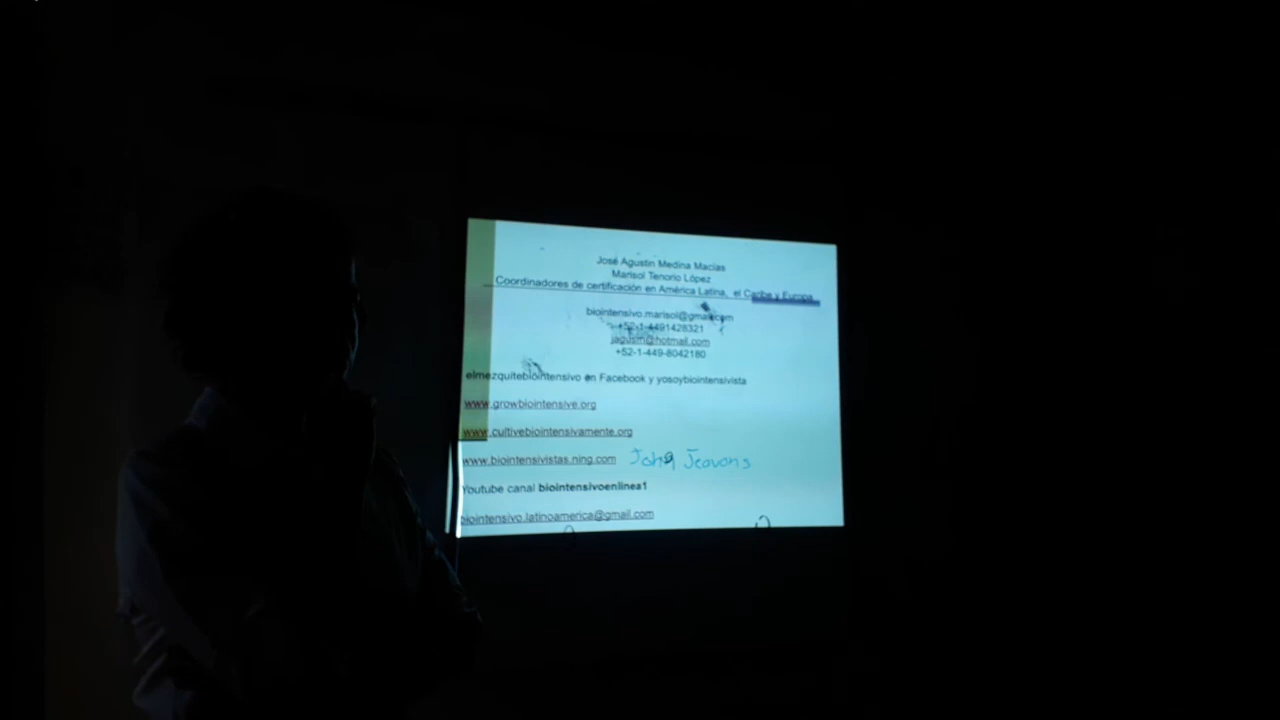 José Agustin Medina Macías
Marisol Tenorio López
Coordinadores de certificación en América Latina, el Caribe y Europa
biointensivo.marisol@gmail.com
+52-1-4491428321
jagusm@hotmail.com
+52-1-449-8042180
elmezquitebiointensivo en Facebook y yosoybiointensivista
www.growbiointensive.org
www.cultivebiointensivamente.org
www.biointensivistas.ning.com John Jeavons
Youtube canal biointensivoenlinea1
biointensivo.latinoamerica@gmail.com